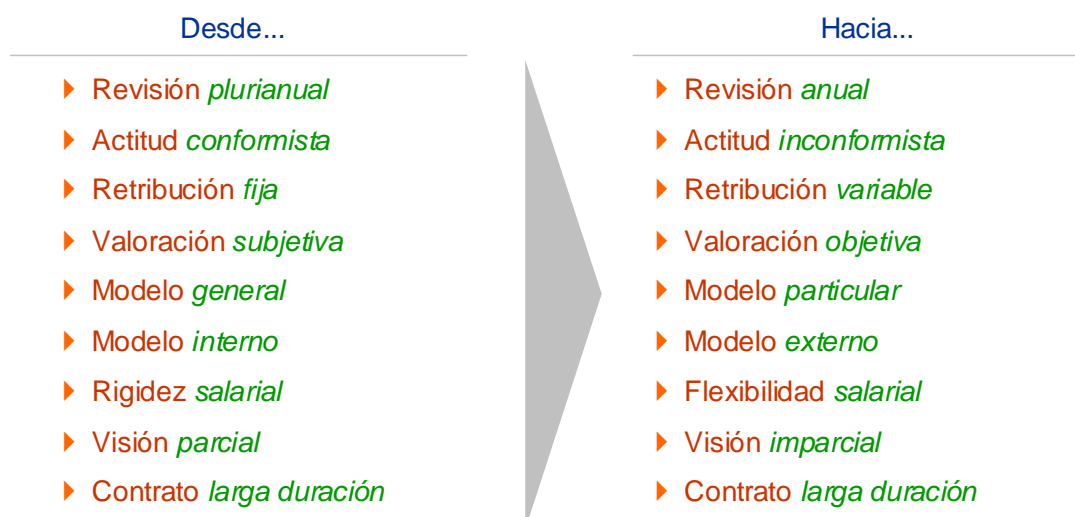 Desde...
Revisión plurianual
Actitud conformista
Retribución fija
Valoración subjetiva
Modelo general
Modelo interno
Rigidez salarial
Visión parcial
Contrato larga duración
Hacia...
Revisión anual
Actitud inconformista
Retribución variable
Valoración objetiva
Modelo particular
Modelo externo
Flexibilidad salarial
Visión imparcial
Contrato larga duración